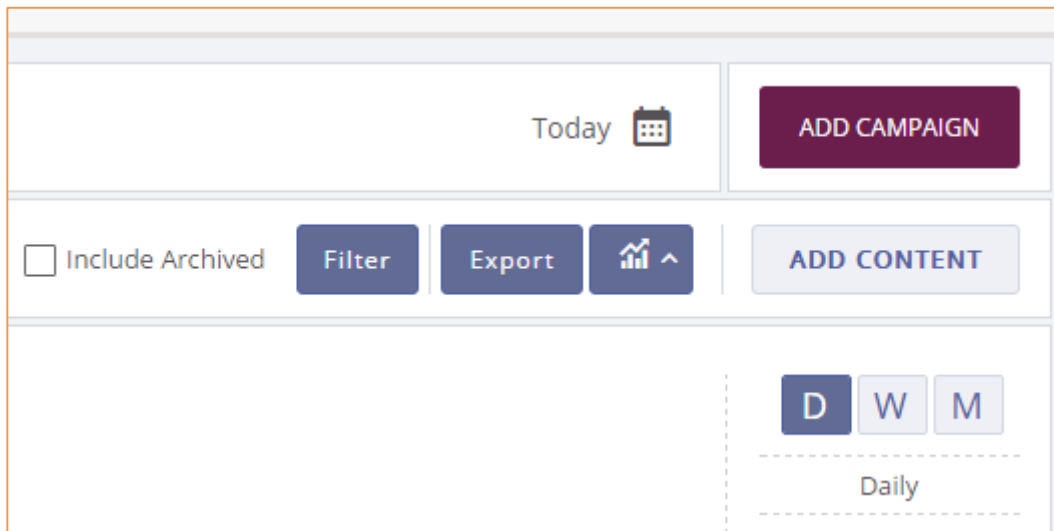 Today
ADD CAMPAIGN
Include Archived Filter Export ADD CONTENT
D W M
Daily